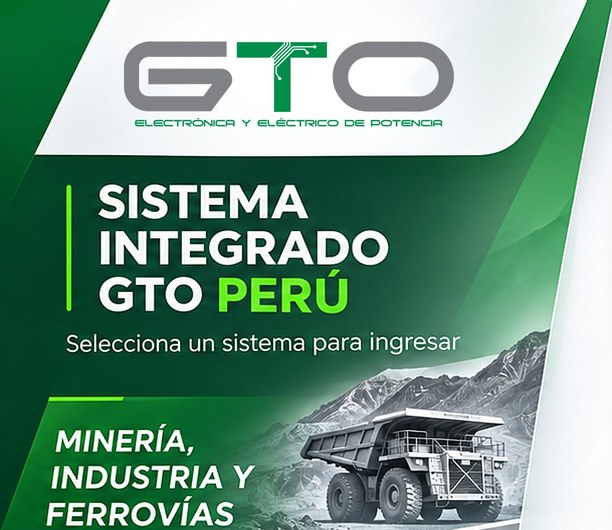 GTO
ELECTRÓNICA Y ELÉCTRICO DE POTENCIA
SISTEMA
INTEGRADO
GTO PERÚ
Selecciona un sistema para ingresar
MINERÍA,
INDUSTRIA Y
FERROVÍAS